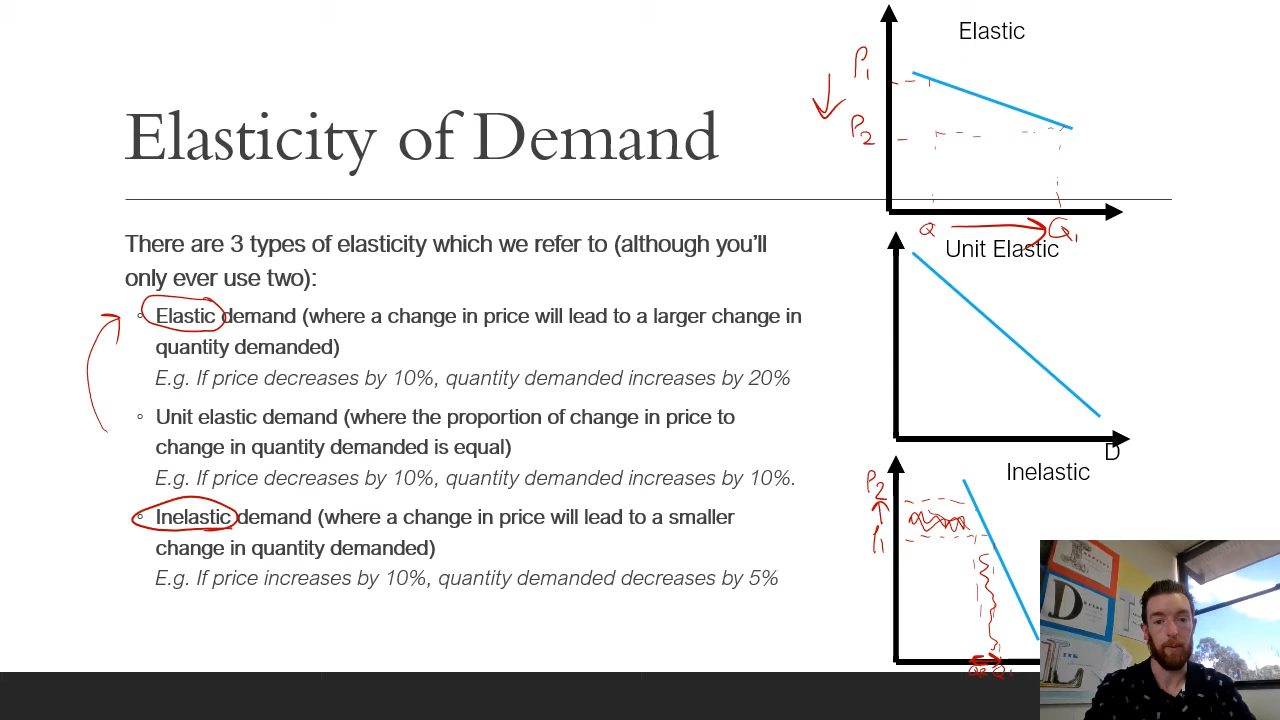 Elasticity of Demand
There are 3 types of elasticity which we refer to (although you’ll
only ever use two):
◦ Elastic demand (where a change in price will lead to a larger change in
quantity demanded)
E.g. If price decreases by 10%, quantity demanded increases by 20%
◦ Unit elastic demand (where the proportion of change in price to
change in quantity demanded is equal)
E.g. If price decreases by 10%, quantity demanded increases by 10%.
◦ Inelastic demand (where a change in price will lead to a smaller
change in quantity demanded)
E.g. If price increases by 10%, quantity demanded decreases by 5%
Elastic
P1
P2
Q
Q1
Unit Elastic
D
Inelastic
P2
P1
Q2 Q1
D